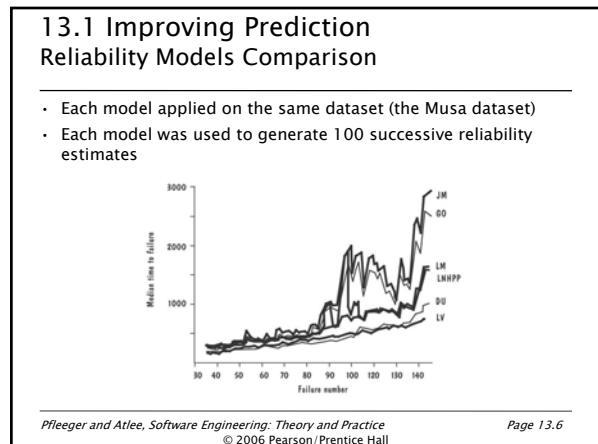 13.1 Improving Prediction
Reliability Models Comparison
• Each model applied on the same dataset (the Musa dataset)
• Each model was used to generate 100 successive reliability
estimates
3000
2000
1000
Median time to failure
JM
GO
LM
LNHPP
DU
LV
30 40 50 60 70 80 90 100 110 120 130 140
Failure number
Pfleeger and Atlee, Software Engineering: Theory and Practice Page 13.6
© 2006 Pearson/Prentice Hall